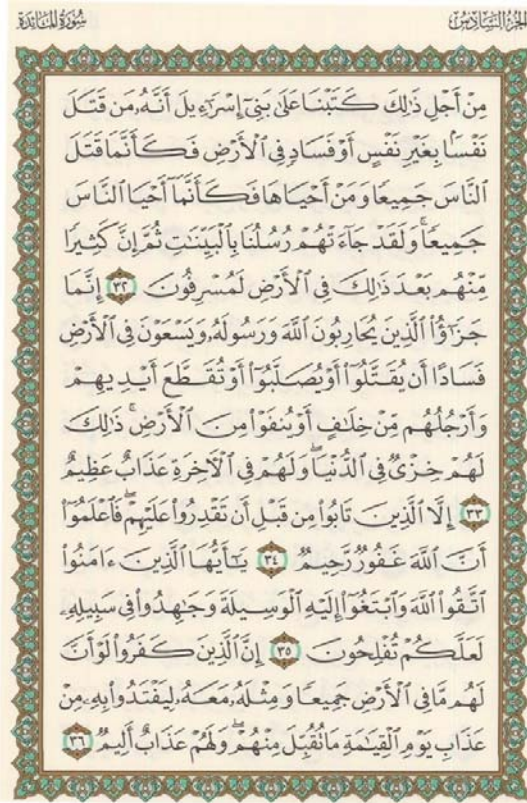 الجزء السادس
سورة المائدة
مِنْ أَجْلِ ذَٰلِكَ كَتَبْنَا عَلَىٰ بَنِىٓ إِسْرَٰٓءِيلَ أَنَّهُۥ مَن قَتَلَ
نَفْسًۢا بِغَيْرِ نَفْسٍ أَوْ فَسَادٍ فِى ٱلْأَرْضِ فَكَأَنَّمَا قَتَلَ
ٱلنَّاسَ جَمِيعًا وَمَنْ أَحْيَاهَا فَكَأَنَّمَآ أَحْيَا ٱلنَّاسَ
جَمِيعًاۚ وَلَقَدْ جَآءَتْهُمْ رُسُلُنَا بِٱلْبَيِّنَٰتِ ثُمَّ إِنَّ كَثِيرًا
مِّنْهُم بَعْدَ ذَٰلِكَ فِى ٱلْأَرْضِ لَمُسْرِفُونَ ٣٢ إِنَّمَا
جَزَٰٓؤُا۟ ٱلَّذِينَ يُحَارِبُونَ ٱللَّهَ وَرَسُولَهُۥ وَيَسْعَوْنَ فِى ٱلْأَرْضِ
فَسَادًا أَن يُقَتَّلُوٓا۟ أَوْ يُصَلَّبُوٓا۟ أَوْ تُقَطَّعَ أَيْدِيهِمْ
وَأَرْجُلُهُم مِّنْ خِلَٰفٍ أَوْ يُنفَوْا۟ مِنَ ٱلْأَرْضِۚ ذَٰلِكَ
لَهُمْ خِزْىٌ فِى ٱلدُّنْيَاۖ وَلَهُمْ فِى ٱلْءَاخِرَةِ عَذَابٌ عَظِيمٌ
٣٣ إِلَّا ٱلَّذِينَ تَابُوا۟ مِن قَبْلِ أَن تَقْدِرُوا۟ عَلَيْهِمْۖ فَٱعْلَمُوٓا۟
أَنَّ ٱللَّهَ غَفُورٌ رَّحِيمٌ ٣٤ يَٰٓأَيُّهَا ٱلَّذِينَ ءَامَنُوا۟
ٱتَّقُوا۟ ٱللَّهَ وَٱبْتَغُوٓا۟ إِلَيْهِ ٱلْوَسِيلَةَ وَجَٰهِدُوا۟ فِى سَبِيلِهِۦ
لَعَلَّكُمْ تُفْلِحُونَ ٣٥ إِنَّ ٱلَّذِينَ كَفَرُوا۟ لَوْ أَنَّ
لَهُم مَّا فِى ٱلْأَرْضِ جَمِيعًا وَمِثْلَهُۥ مَعَهُۥ لِيَفْتَدُوا۟ بِهِۦ مِنْ
عَذَابِ يَوْمِ ٱلْقِيَٰمَةِ مَا تُقُبِّلَ مِنْهُمْۖ وَلَهُمْ عَذَابٌ أَلِيمٌ ٣٦